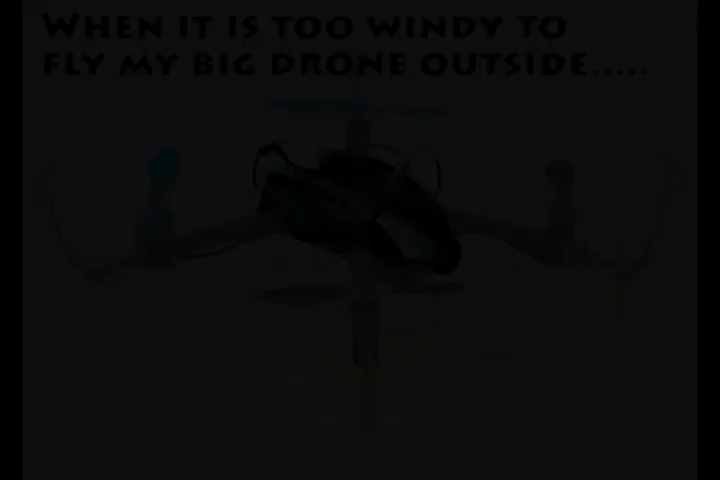 When it is too windy to
fly my big drone outside.....